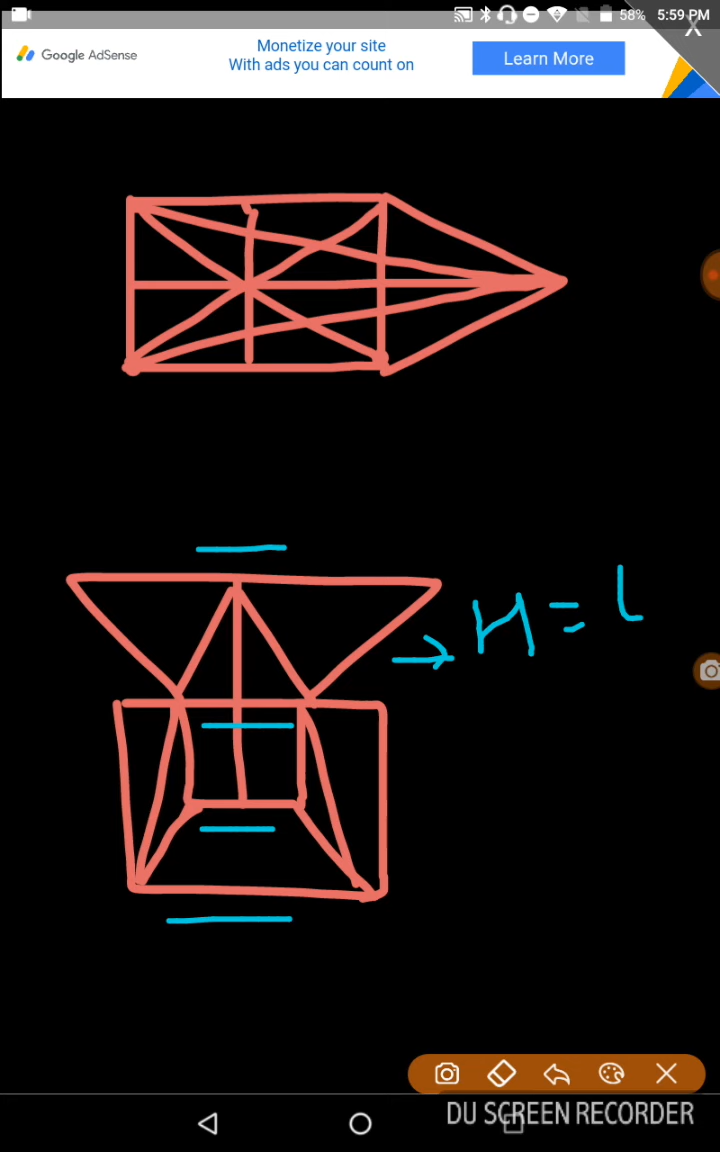 58% 5:59 PM
X
Google AdSense
Monetize your site
With ads you can count on
Learn More
H = L
DU SCREEN RECORDER